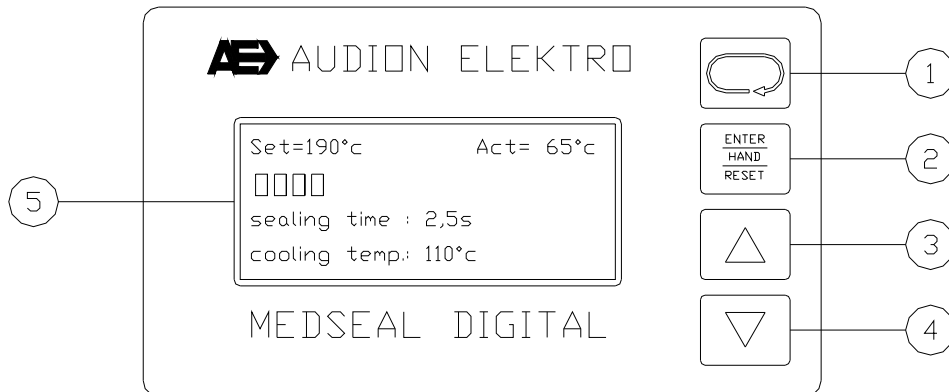 AE AUDION ELEKTRO
Set=190°c Act= 65°c
sealing time : 2,5s
cooling temp.: 110°c
MEDSEAL DIGITAL
ENTER
HAND
RESET
1
2
3
4
5